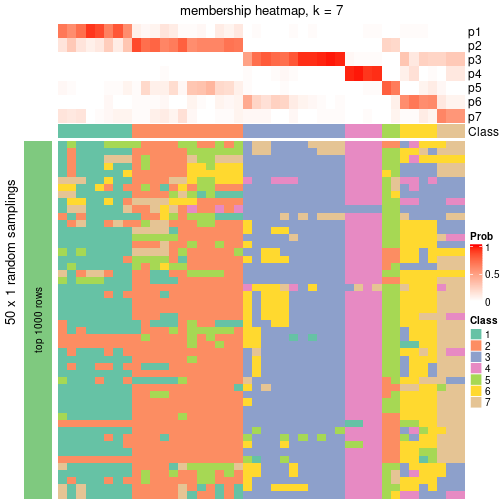 membership heatmap, k = 7
p1
p2
p3
p4
p5
p6
p7
Class
50 x 1 random samplings
top 1000 rows
Prob
1
0.5
0
Class
1
2
3
4
5
6
7